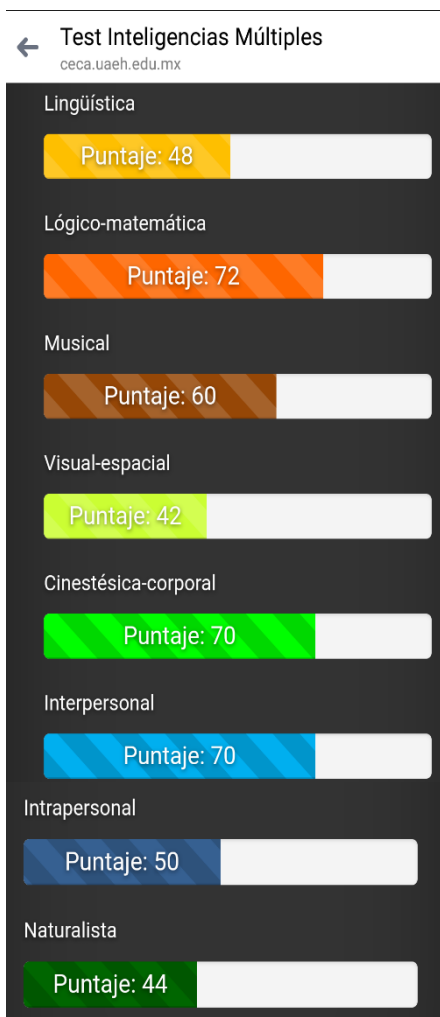 Test Inteligencias Múltiples
ceca.uaeh.edu.mx
Lingüística
Puntaje: 48
Lógico-matemática
Puntaje: 72
Musical
Puntaje: 60
Visual-espacial
Puntaje: 42
Cinestésica-corporal
Puntaje: 70
Interpersonal
Puntaje: 70
Intrapersonal
Puntaje: 50
Naturalista
Puntaje: 44